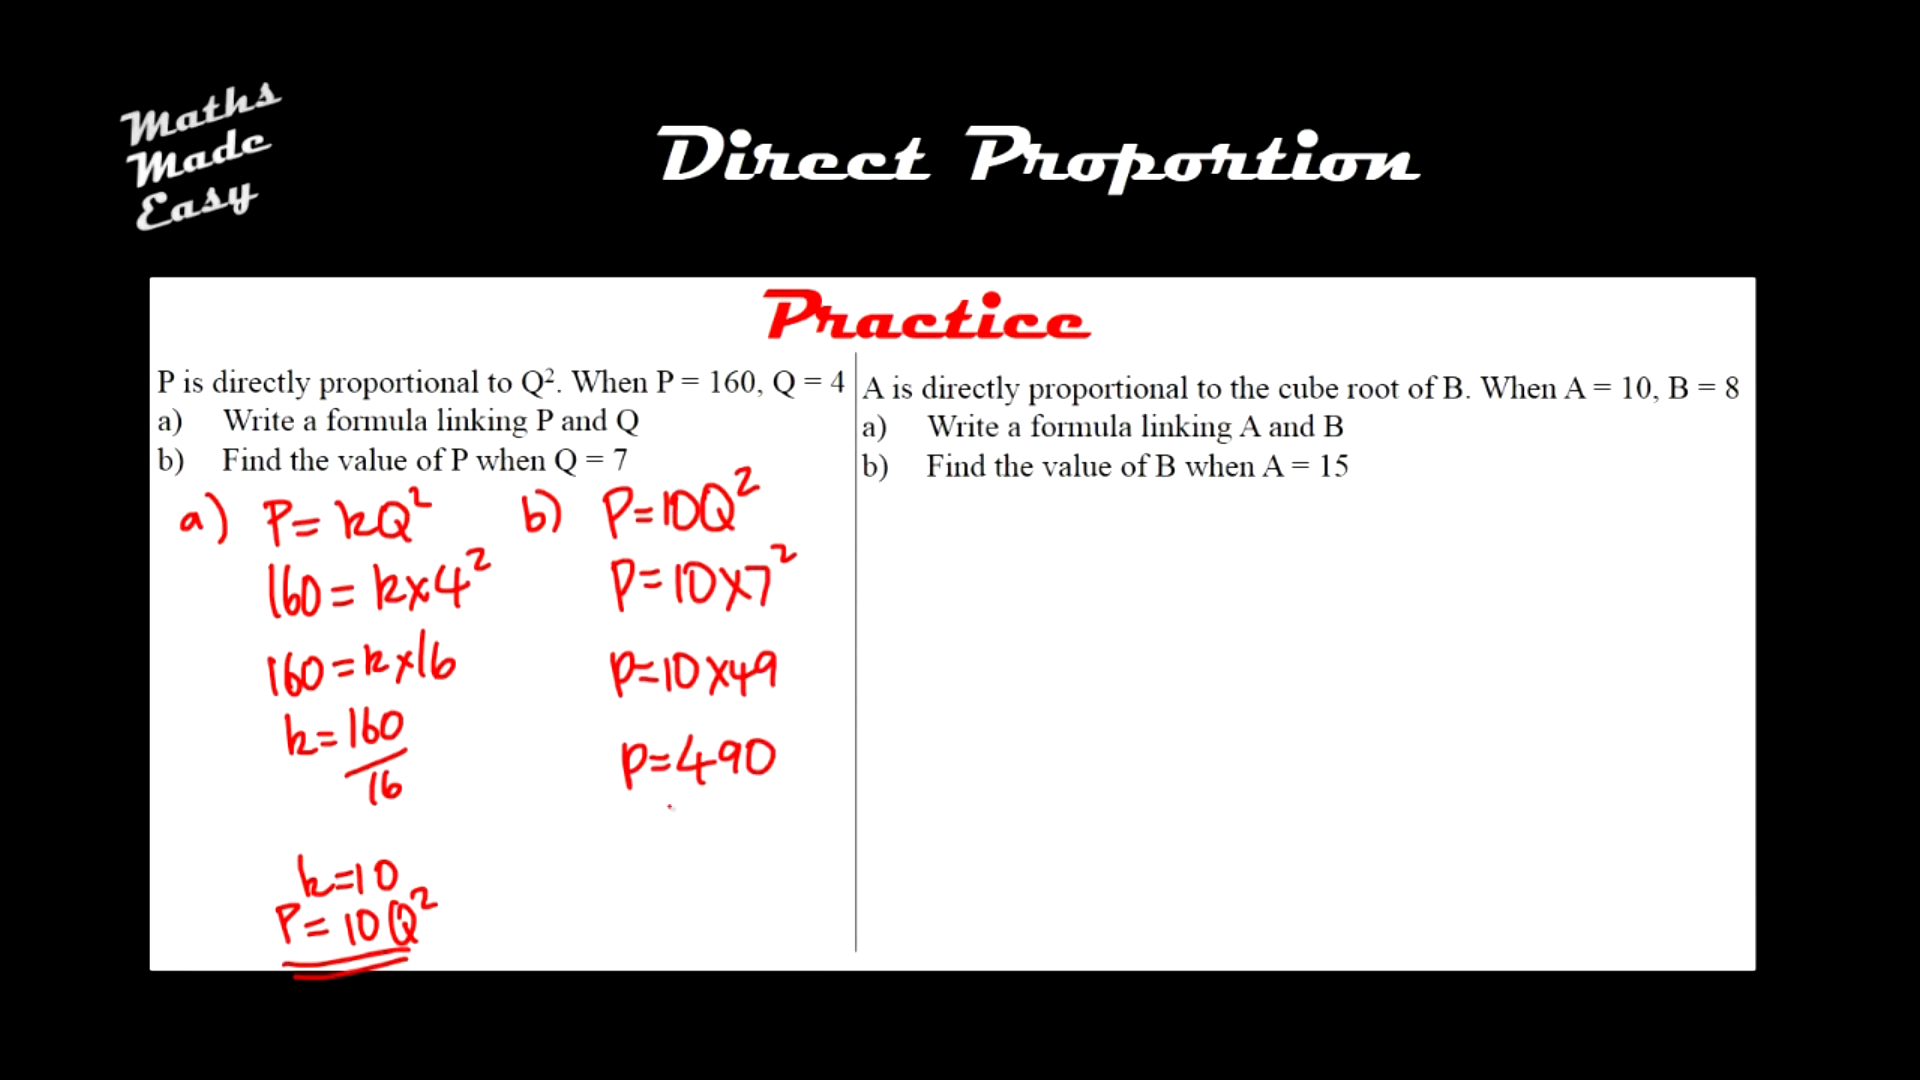 Maths
Made
Easy
Direct Proportion
Practice
P is directly proportional to Q². When P = 160, Q = 4
a) Write a formula linking P and Q
b) Find the value of P when Q = 7
a) P = kQ²
160 = k×4²
160 = k×16
k = 160/16
k=10
P = 10Q²
b) P=10Q²
P=10×7²
P=10×49
P=490
A is directly proportional to the cube root of B. When A = 10, B = 8
a) Write a formula linking A and B
b) Find the value of B when A = 15